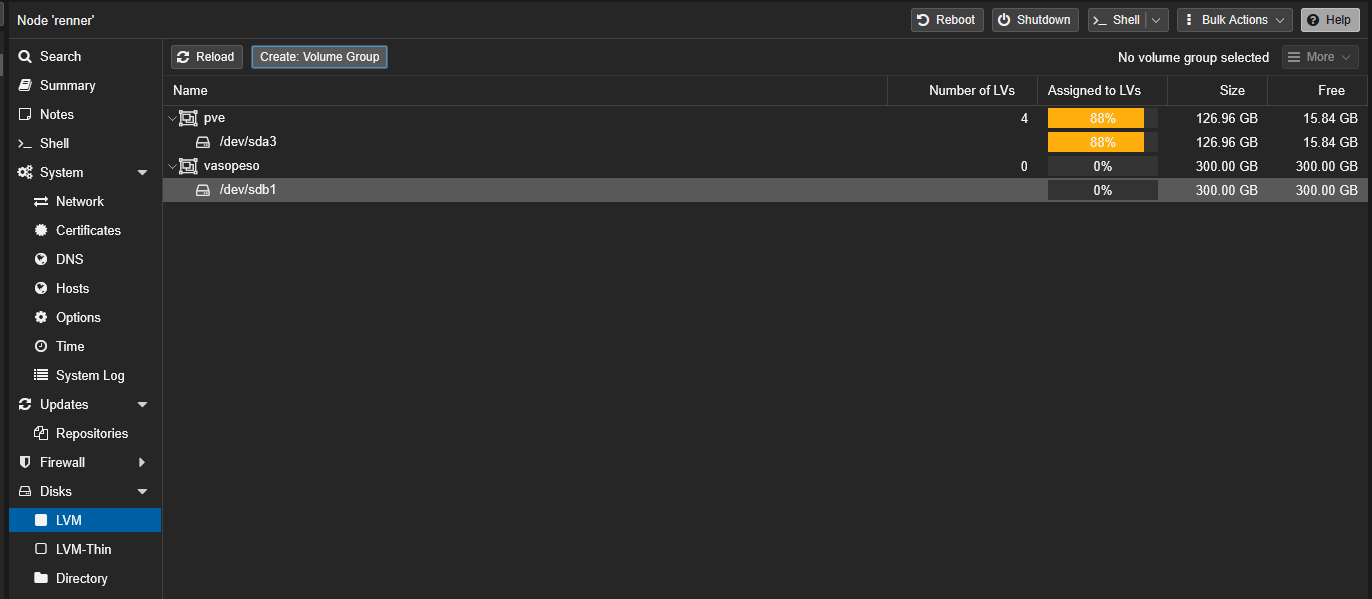 Node 'renner'
Reboot Shutdown Shell Bulk Actions Help
Search
Summary
Notes
Shell
System
Network
Certificates
DNS
Hosts
Options
Time
System Log
Updates
Repositories
Firewall
Disks
LVM
LVM-Thin
Directory
Reload Create: Volume Group No volume group selected More
Name Number of LVs Assigned to LVs Size Free
pve 4 88% 126.96 GB 15.84 GB
/dev/sda3 88% 126.96 GB 15.84 GB
vasopeso 0 0% 300.00 GB 300.00 GB
/dev/sdb1 0% 300.00 GB 300.00 GB